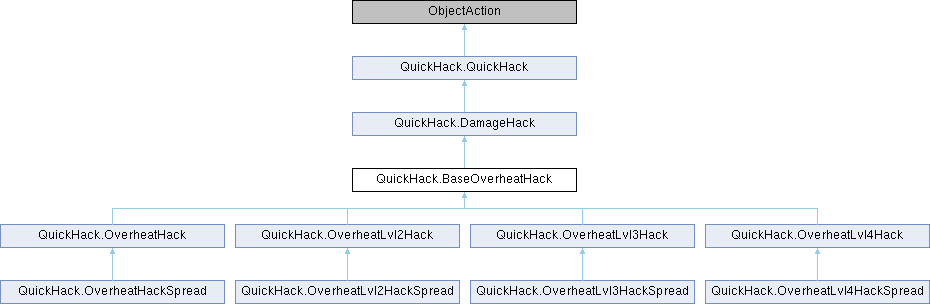 ObjectAction
QuickHack.QuickHack
QuickHack.DamageHack
QuickHack.BaseOverheatHack
QuickHack.OverheatHack
QuickHack.OverheatLvl2Hack
QuickHack.OverheatLvl3Hack
QuickHack.OverheatLvl4Hack
QuickHack.OverheatHackSpread
QuickHack.OverheatLvl2HackSpread
QuickHack.OverheatLvl3HackSpread
QuickHack.OverheatLvl4HackSpread